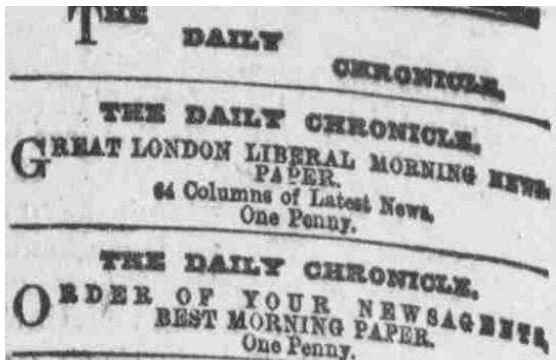 THE
DAILY
CHRONICLE.
THE DAILY CHRONICLE.
GREAT LONDON LIBERAL MORNING NEWS-
PAPER.
64 Columns of Latest News,
One Penny.
THE DAILY CHRONICLE.
ORDER OF YOUR NEWSAGENTS,
BEST MORNING PAPER.
One Penny.